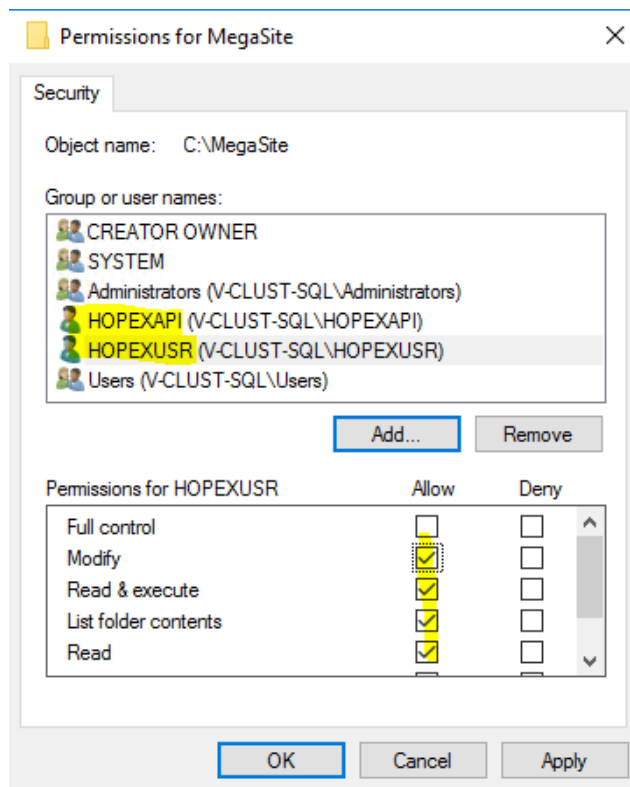 Permissions for MegaSite
Security
Object name: C:\MegaSite
Group or user names:
CREATOR OWNER
SYSTEM
Administrators (V-CLUST-SQL\Administrators)
HOPEXAPI (V-CLUST-SQL\HOPEXAPI)
HOPEXUSR (V-CLUST-SQL\HOPEXUSR)
Users (V-CLUST-SQL\Users)
Add... Remove
Permissions for HOPEXUSR Allow Deny
Full control
Modify
Read & execute
List folder contents
Read
OK Cancel Apply